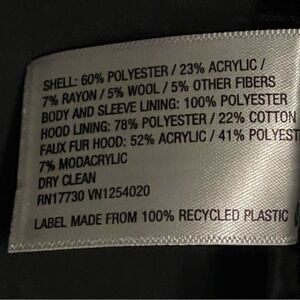 SHELL: 60% POLYESTER / 23% ACRYLIC /
7% RAYON / 5% WOOL / 5% OTHER FIBERS
BODY AND SLEEVE LINING: 100% POLYESTER
HOOD LINING: 78% POLYESTER / 22% COTTON
FAUX FUR HOOD: 52% ACRYLIC / 41% POLYEST
7% MODACRYLIC
DRY CLEAN
RN17730 VN1254020
LABEL MADE FROM 100% RECYCLED PLASTIC